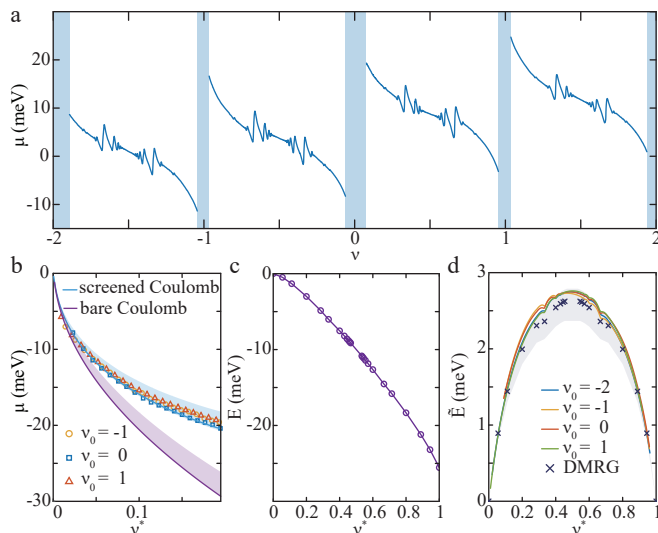 a
μ (meV)
20
10
0
-10
-2
-1
0
1
2
ν
b
μ (meV)
0
-10
-20
-30
screened Coulomb
bare Coulomb
ν₀ = -1
ν₀ = 0
ν₀ = 1
0
0.1
ν*
c
E (meV)
0
-10
-20
0 0.2 0.4 0.6 0.8 1
ν*
d
Ẽ (meV)
3
2
1
0
ν₀ = -2
ν₀ = -1
ν₀ = 0
ν₀ = 1
DMRG
0 0.2 0.4 0.6 0.8 1
ν*